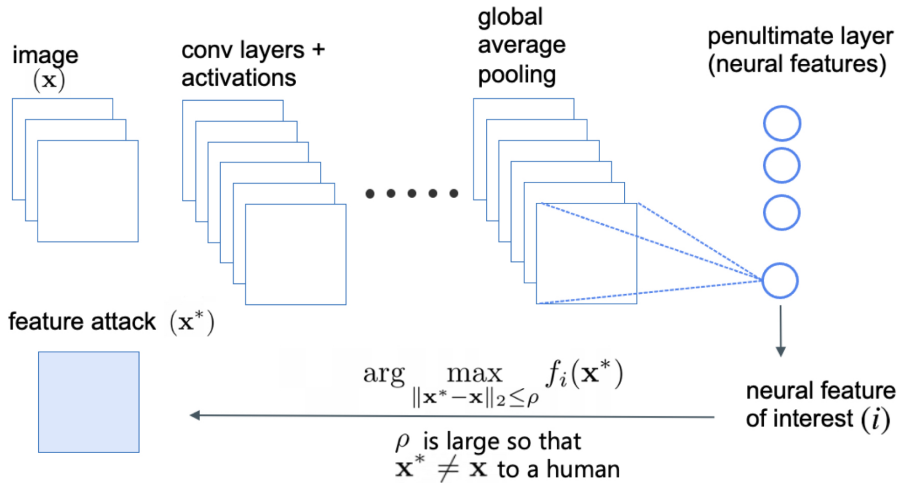 image
(x)
conv layers +
activations
global
average
pooling
penultimate layer
(neural features)
feature attack (x*)
arg max f_i(x*)
‖x*−x‖₂≤ρ
neural feature
of interest (i)
ρ is large so that
x* ≠ x to a human